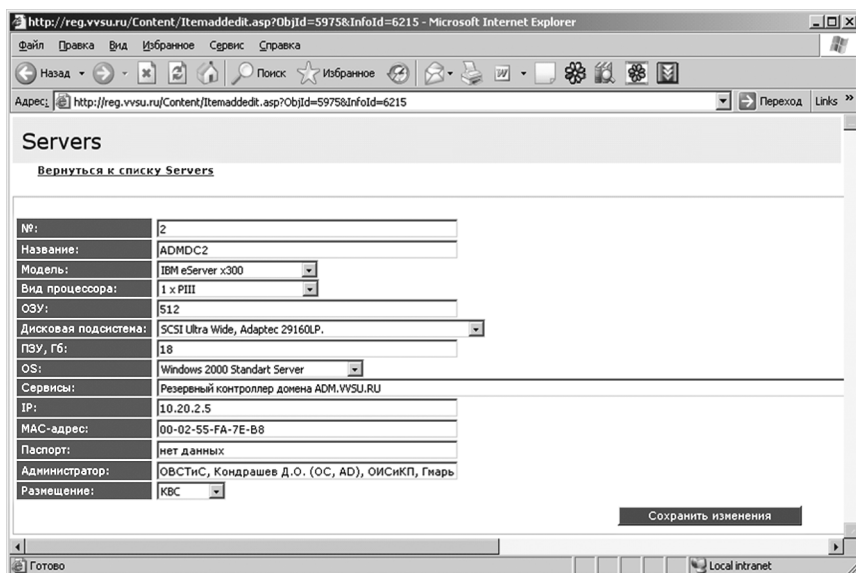 http://reg.vvsu.ru/Content/Itemaddedit.asp?ObjId=5975&InfoId=6215 - Microsoft Internet Explorer
Файл Правка Вид Избранное Сервис Справка
Назад Поиск Избранное
Адрес: http://reg.vvsu.ru/Content/Itemaddedit.asp?ObjId=5975&InfoId=6215 Переход Links »
Servers
Вернуться к списку Servers
№: 2
Название: ADMDC2
Модель: IBM eServer x300
Вид процессора: 1 x PIII
ОЗУ: 512
Дисковая подсистема: SCSI Ultra Wide, Adaptec 29160LP.
ПЗУ, Гб: 18
OS: Windows 2000 Standart Server
Сервисы: Резервный контроллер домена ADM.VVSU.RU
IP: 10.20.2.5
MAC-адрес: 00-02-55-FA-7E-B8
Паспорт: нет данных
Администратор: ОВСТиС, Кондрашев Д.О. (ОС, AD), ОИСиКП, Гнарь
Размещение: КВС
Сохранить изменения
Готово Local intranet